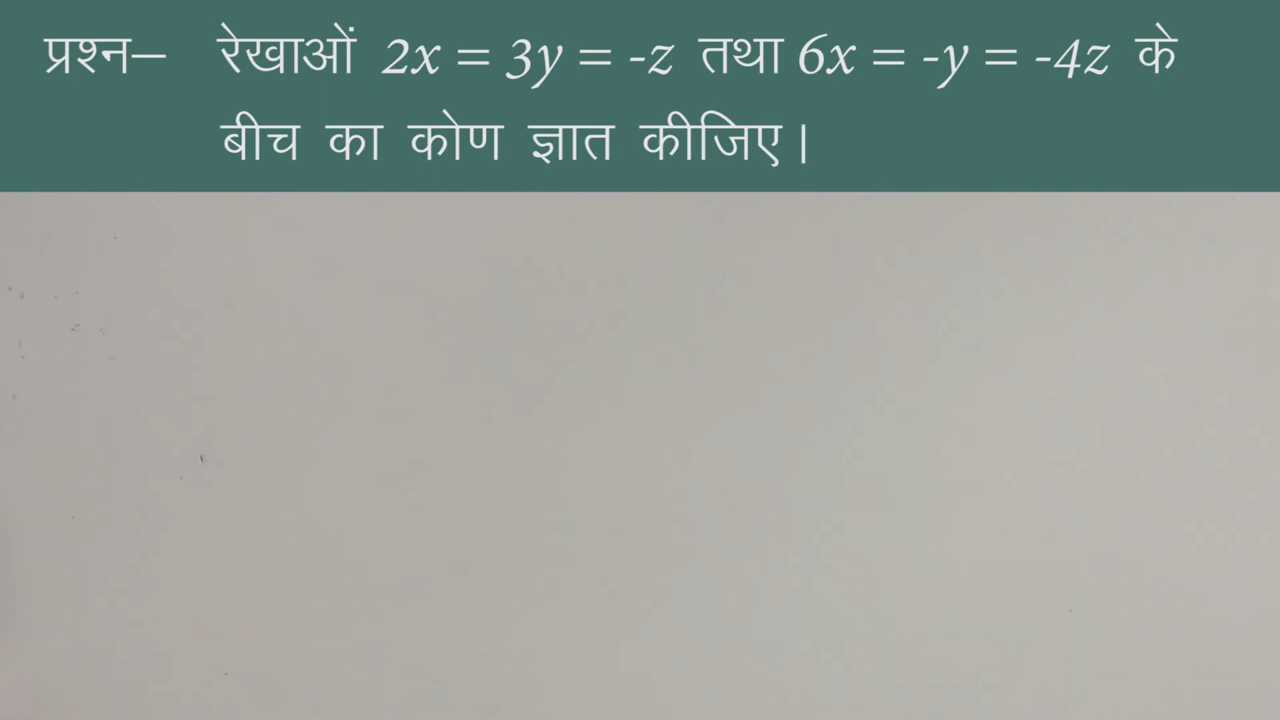 प्रश्न– रेखाओं 2x = 3y = -z तथा 6x = -y = -4z के
बीच का कोण ज्ञात कीजिए।